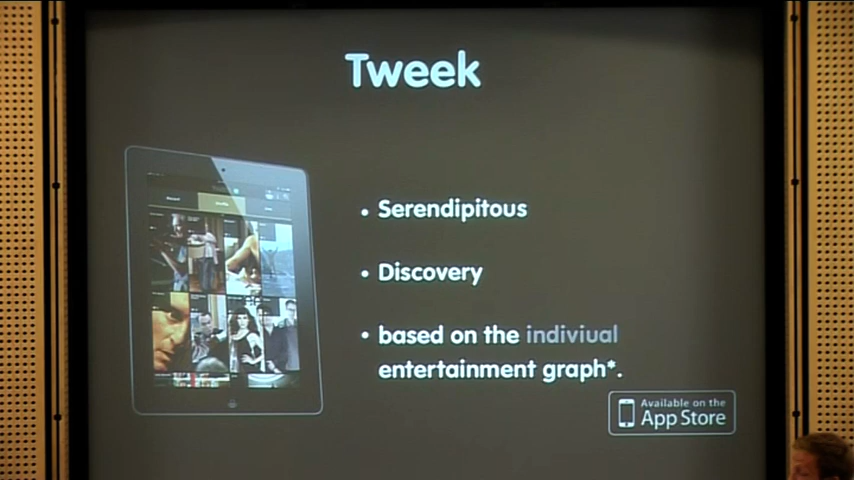 Tweek
• Serendipitous
• Discovery
• based on the indiviual
entertainment graph*.
Available on the
App Store